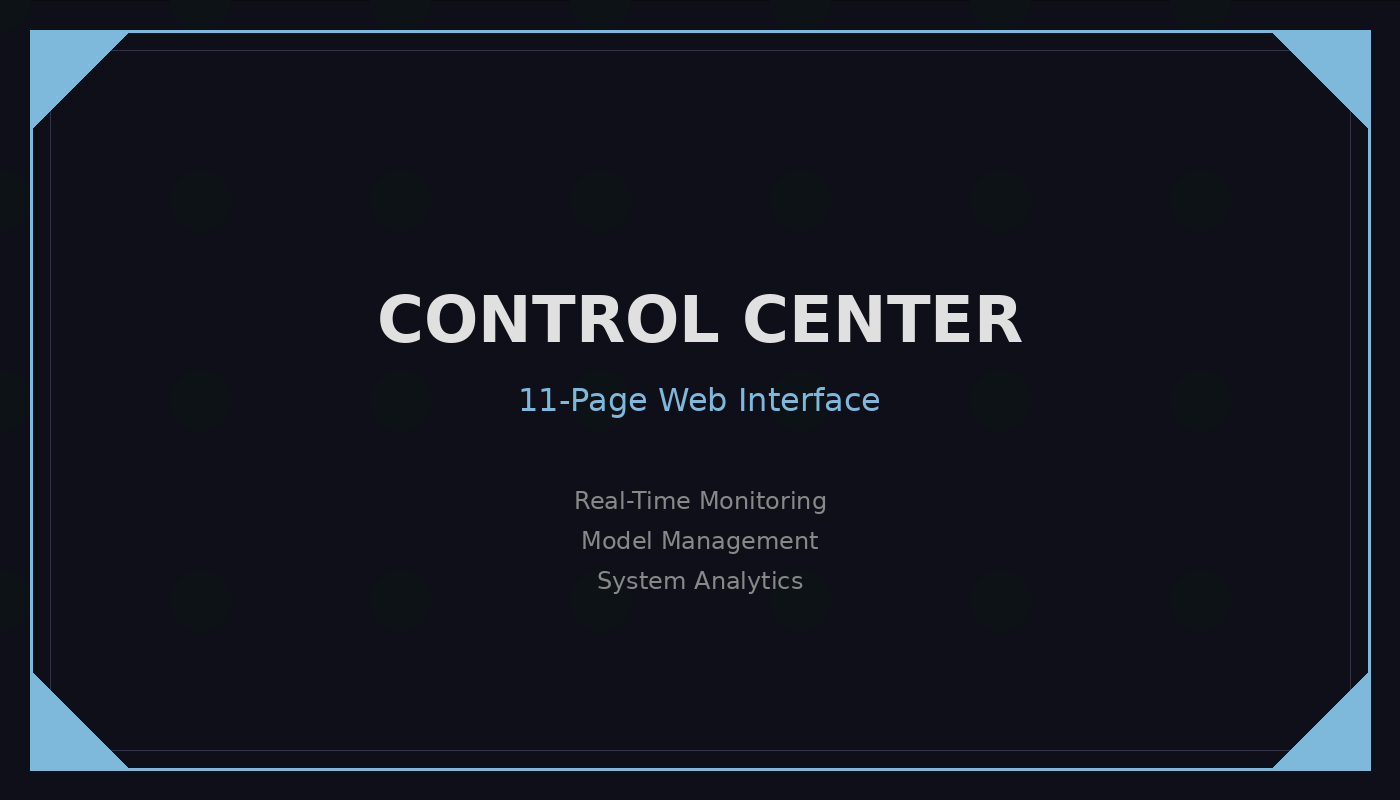 CONTROL CENTER
11-Page Web Interface
Real-Time Monitoring
Model Management
System Analytics